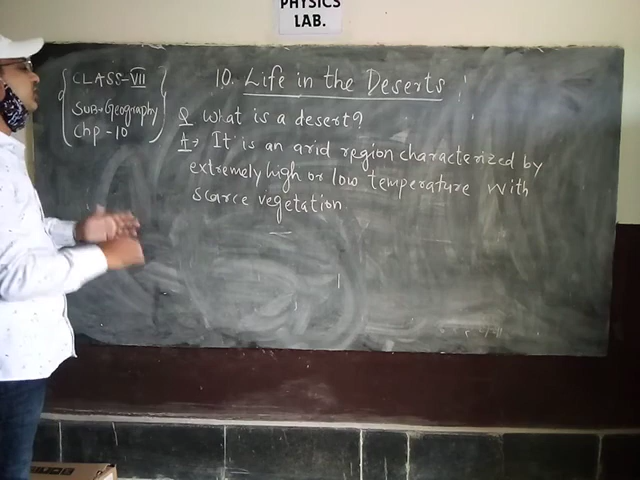 PHYSICS
LAB.
CLASS-VII
SUB-Geography
Chp-10
10. Life in the Deserts
Q What is a desert?
A→ It is an arid region characterized by
extremely high or low temperature with
scarce vegetation